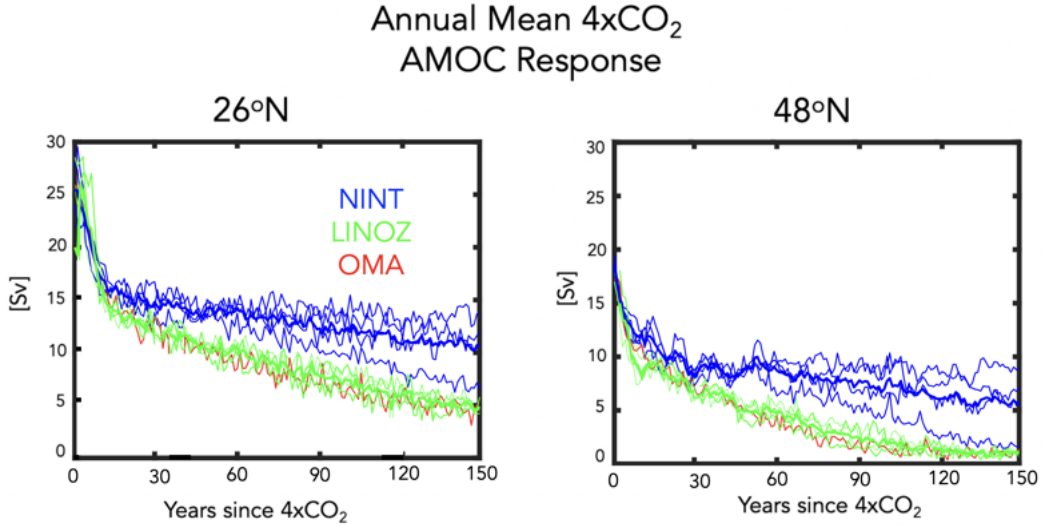 Annual Mean 4xCO₂
AMOC Response
26ºN
48ºN
30
25
20
15
10
5
0
[Sv]
NINT
LINOZ
OMA
0 30 60 90 120 150
Years since 4xCO₂
30
25
20
15
10
5
0
[Sv]
0 30 60 90 120 150
Years since 4xCO₂